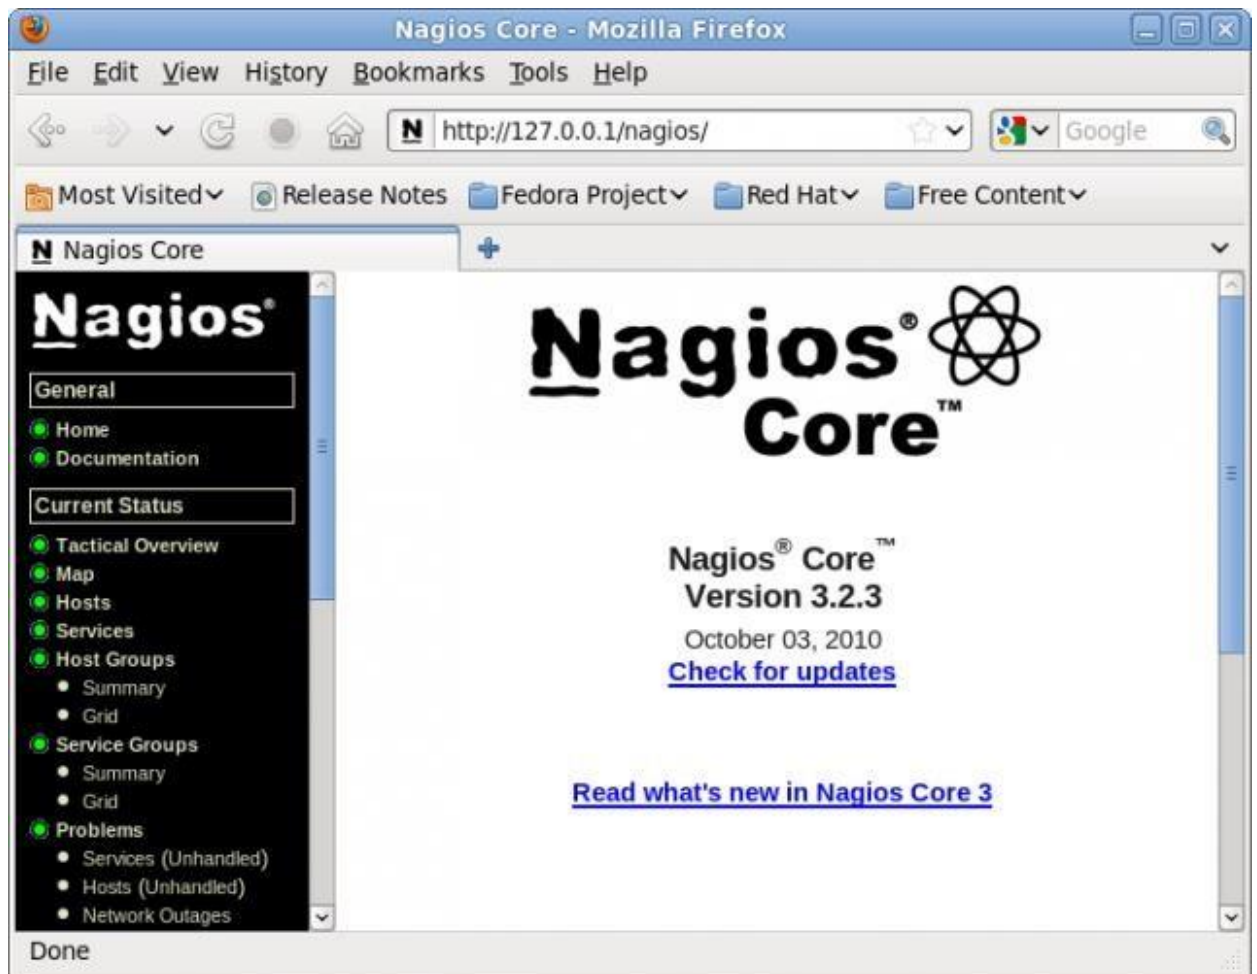 Nagios Core - Mozilla Firefox
File Edit View History Bookmarks Tools Help
N http://127.0.0.1/nagios/ Google
Most Visited Release Notes Fedora Project Red Hat Free Content
N Nagios Core
Nagios®
General
Home
Documentation
Current Status
Tactical Overview
Map
Hosts
Services
Host Groups
Summary
Grid
Service Groups
Summary
Grid
Problems
Services (Unhandled)
Hosts (Unhandled)
Network Outages
Nagios®
Core™
Nagios® Core™
Version 3.2.3
October 03, 2010
Check for updates
Read what's new in Nagios Core 3
Done